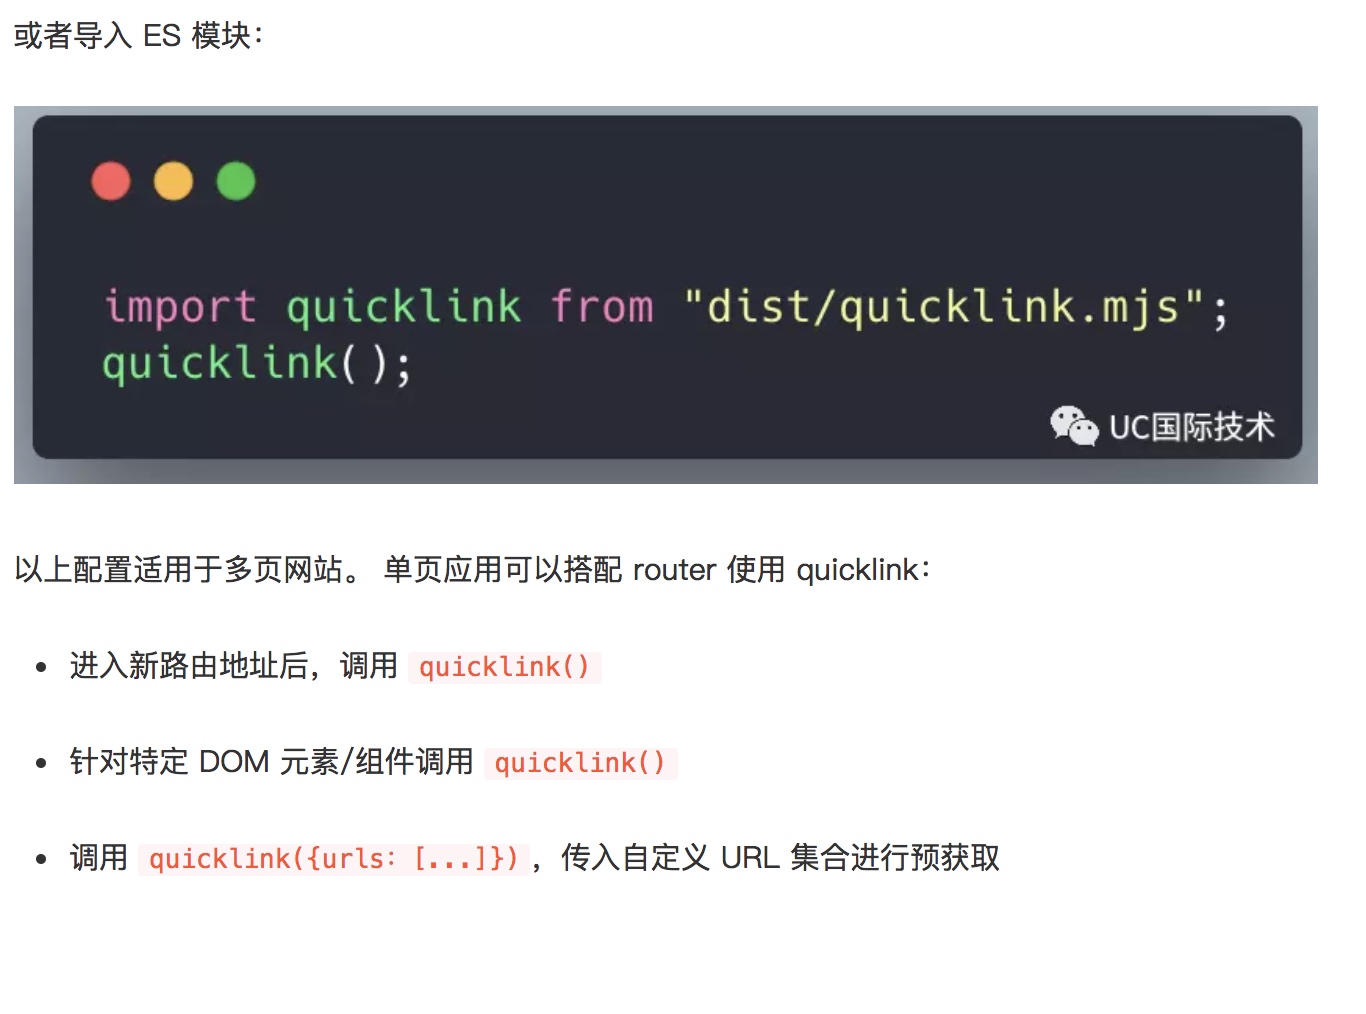 或者导入 ES 模块：
import quicklink from "dist/quicklink.mjs";
quicklink();
UC国际技术
以上配置适用于多页网站。 单页应用可以搭配 router 使用 quicklink：
进入新路由地址后，调用 quicklink()
针对特定 DOM 元素/组件调用 quicklink()
调用 quicklink({urls: [...]})，传入自定义 URL 集合进行预获取